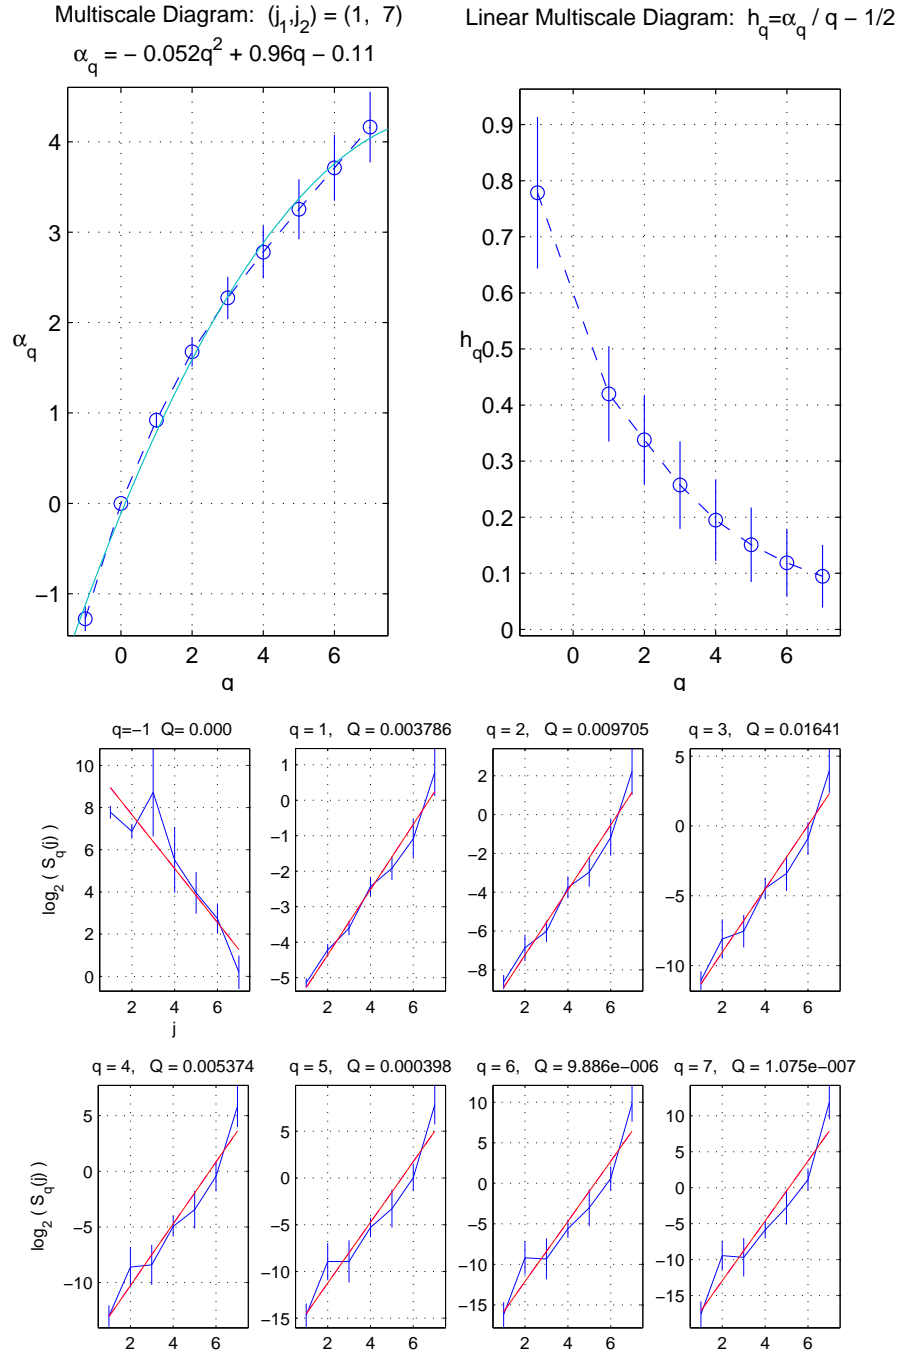 Multiscale Diagram: (j1,j2) = (1, 7)
αq = − 0.052q² + 0.96q − 0.11
Linear Multiscale Diagram: hq=αq / q − 1/2
4
3
2
1
0
−1
αq
0 2 4 6
q
0.9
0.8
0.7
0.6
0.5
0.4
0.3
0.2
0.1
0
hq
0 2 4 6
q
q=−1 Q= 0.000
10
8
6
4
2
0
log2 ( Sq(j) )
2 4 6
j
q = 1, Q = 0.003786
1
0
−1
−2
−3
−4
−5
2 4 6
q = 2, Q = 0.009705
2
0
−2
−4
−6
−8
2 4 6
q = 3, Q = 0.01641
5
0
−5
−10
2 4 6
q = 4, Q = 0.005374
5
0
−5
−10
log2 ( Sq(j) )
2 4 6
q = 5, Q = 0.000398
5
0
−5
−10
−15
2 4 6
q = 6, Q = 9.886e−006
10
5
0
−5
−10
−15
2 4 6
q = 7, Q = 1.075e−007
10
5
0
−5
−10
−15
2 4 6